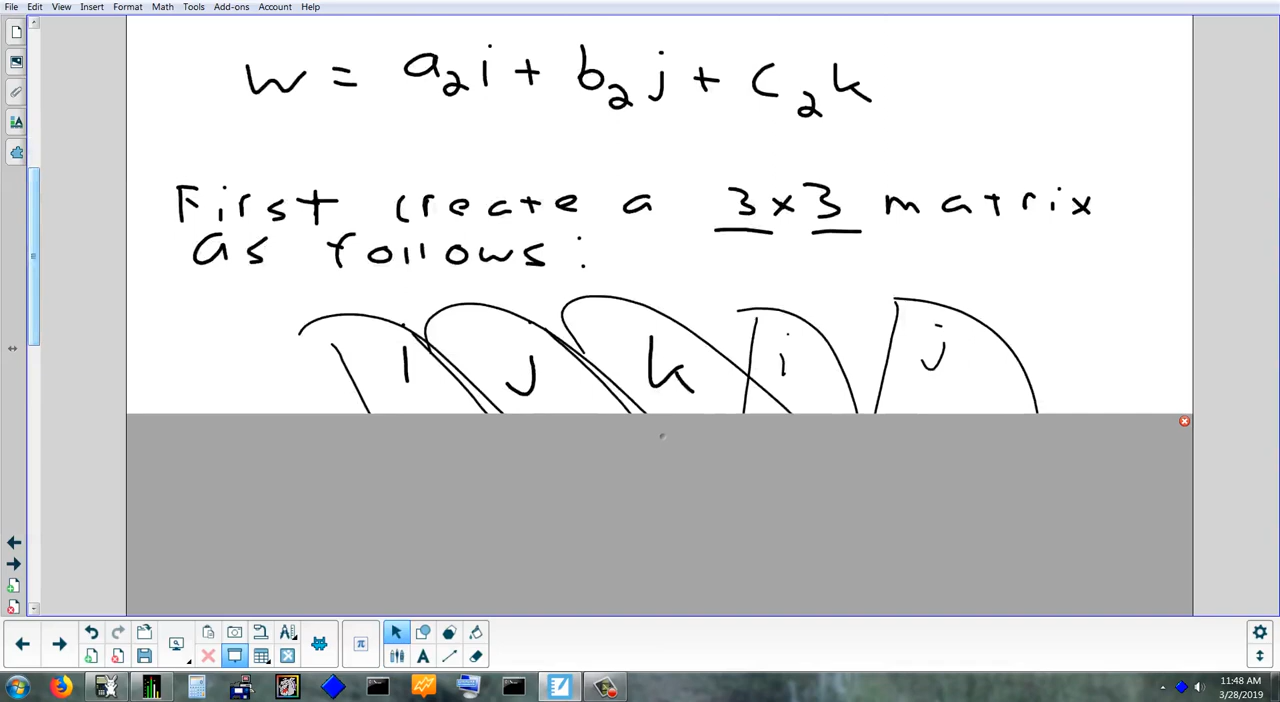 File Edit View Insert Format Math Tools Add-ons Account Help
w = a₂i + b₂j + c₂k
First create a 3x3 matrix
as follows:
i j k i j
π
A
11:48 AM
3/28/2019